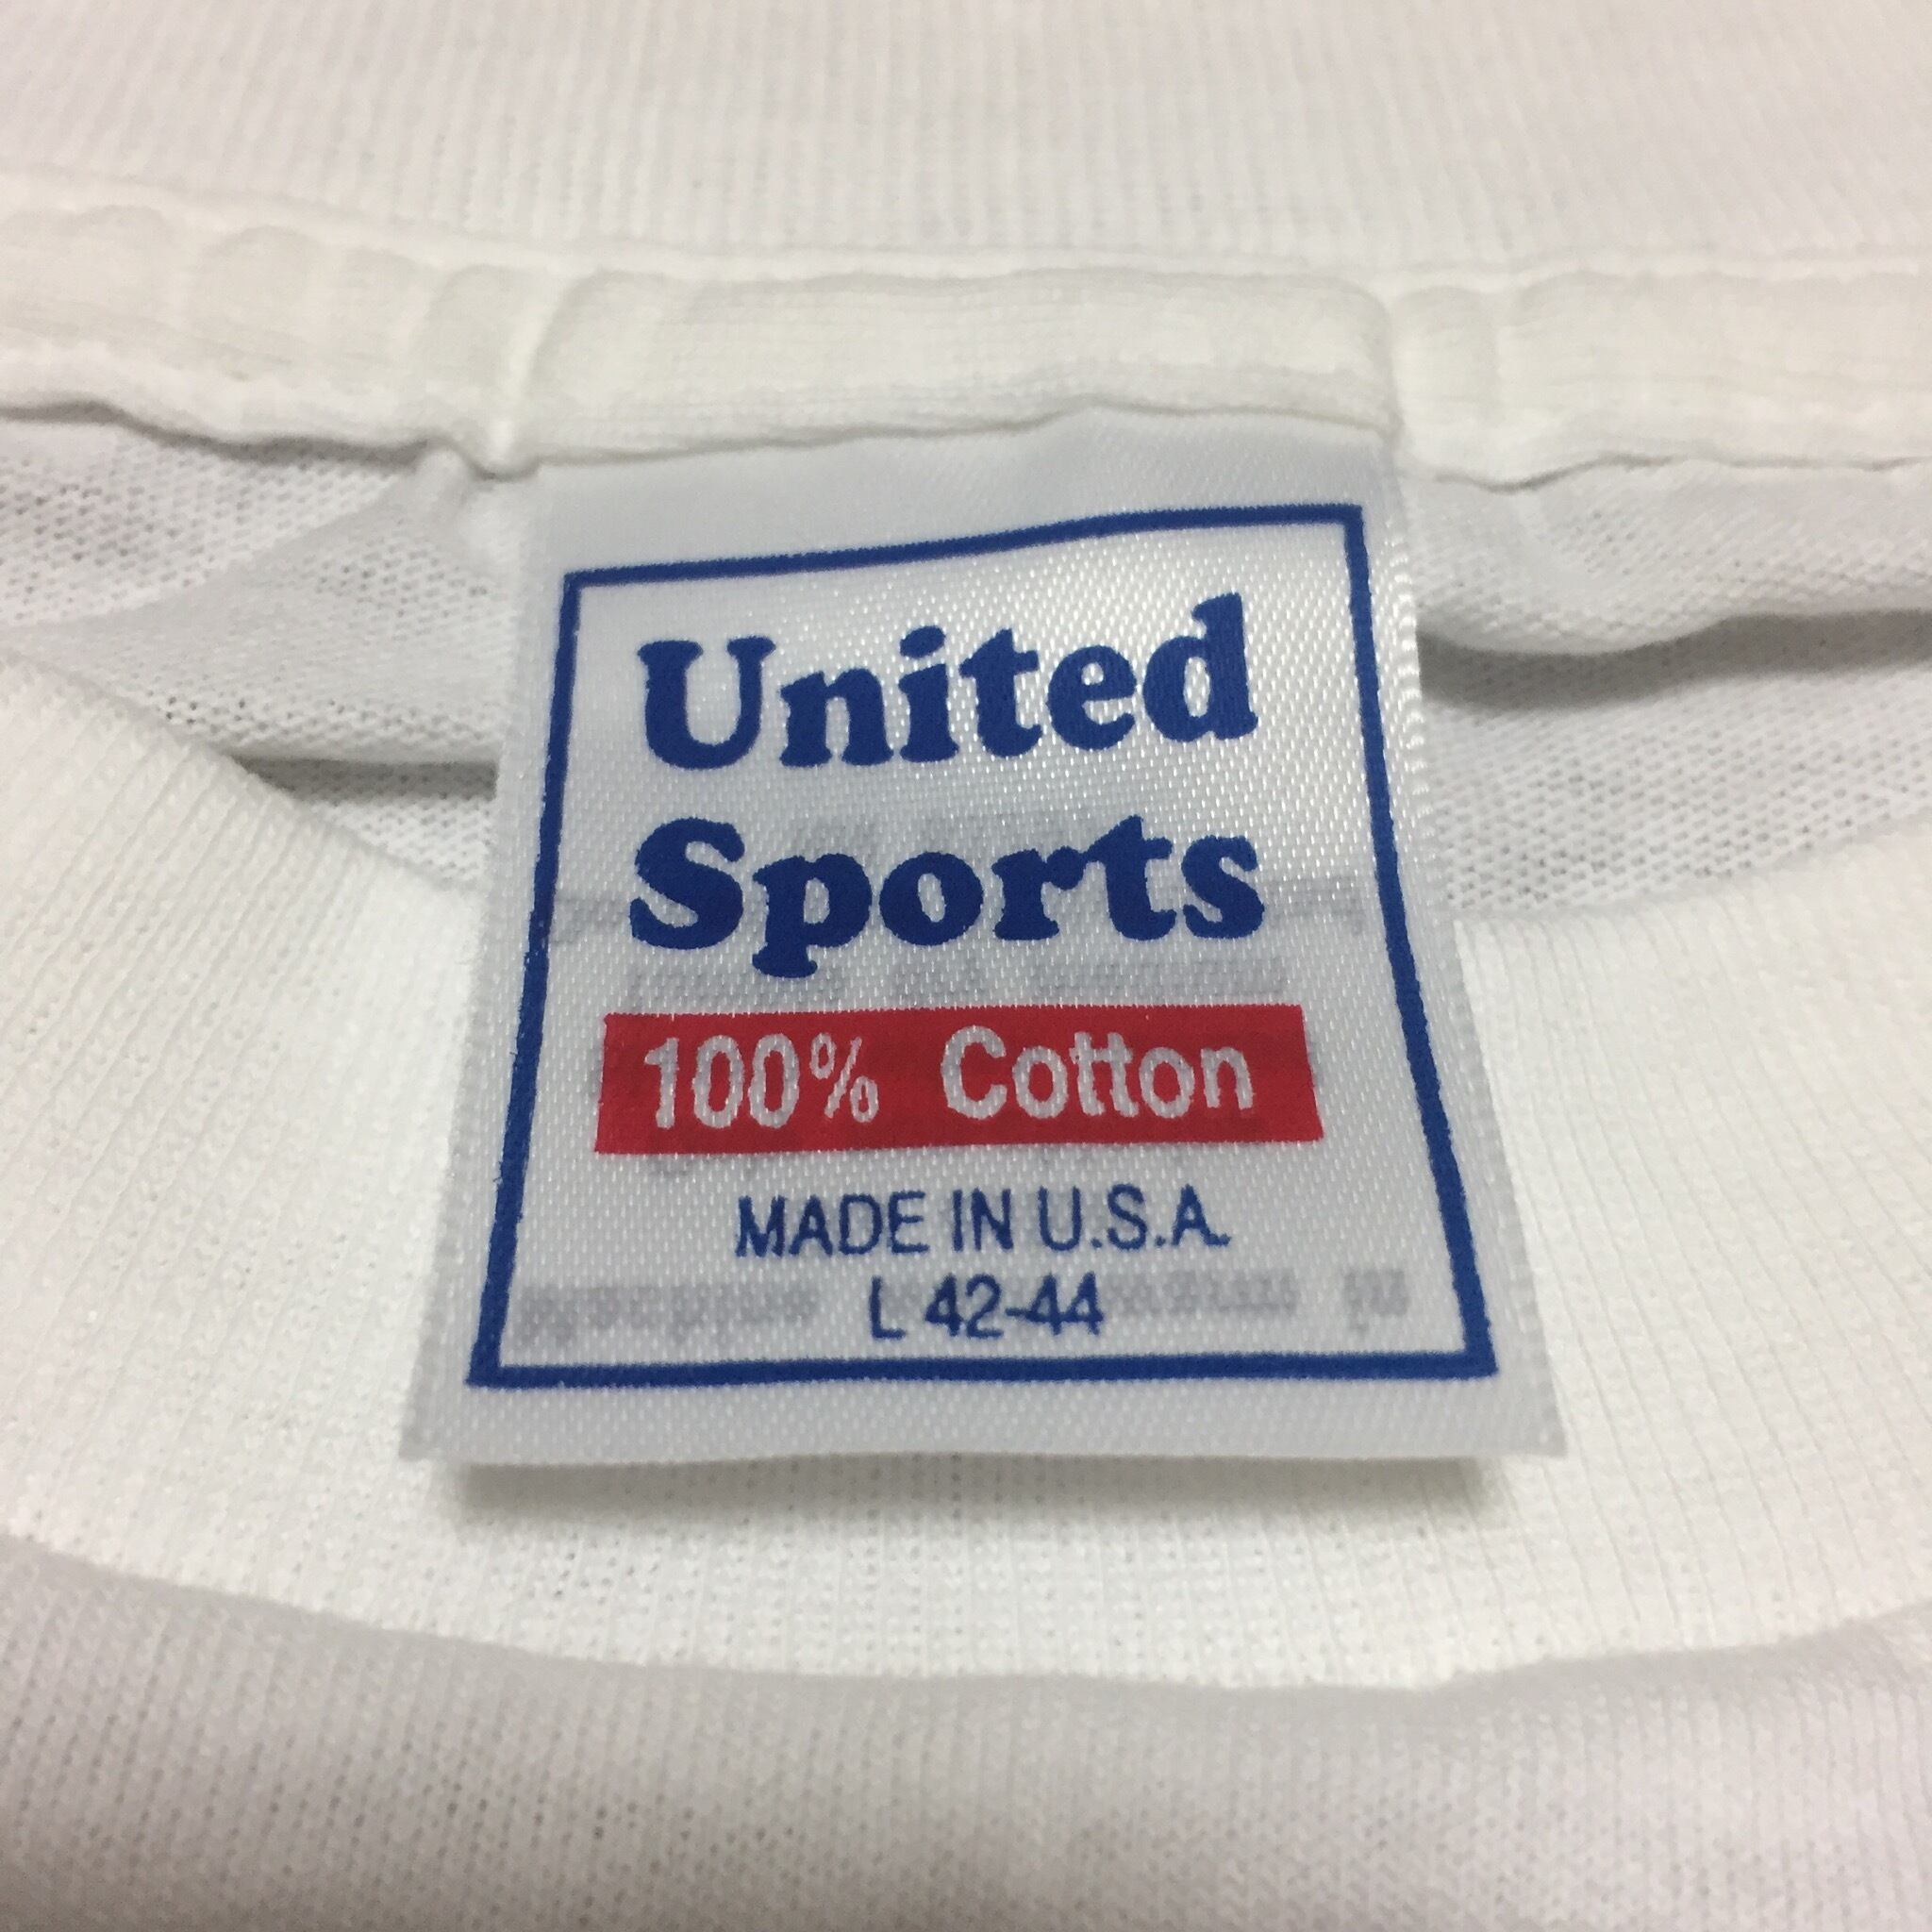 United
Sports
100% Cotton
MADE IN U.S.A.
L 42-44